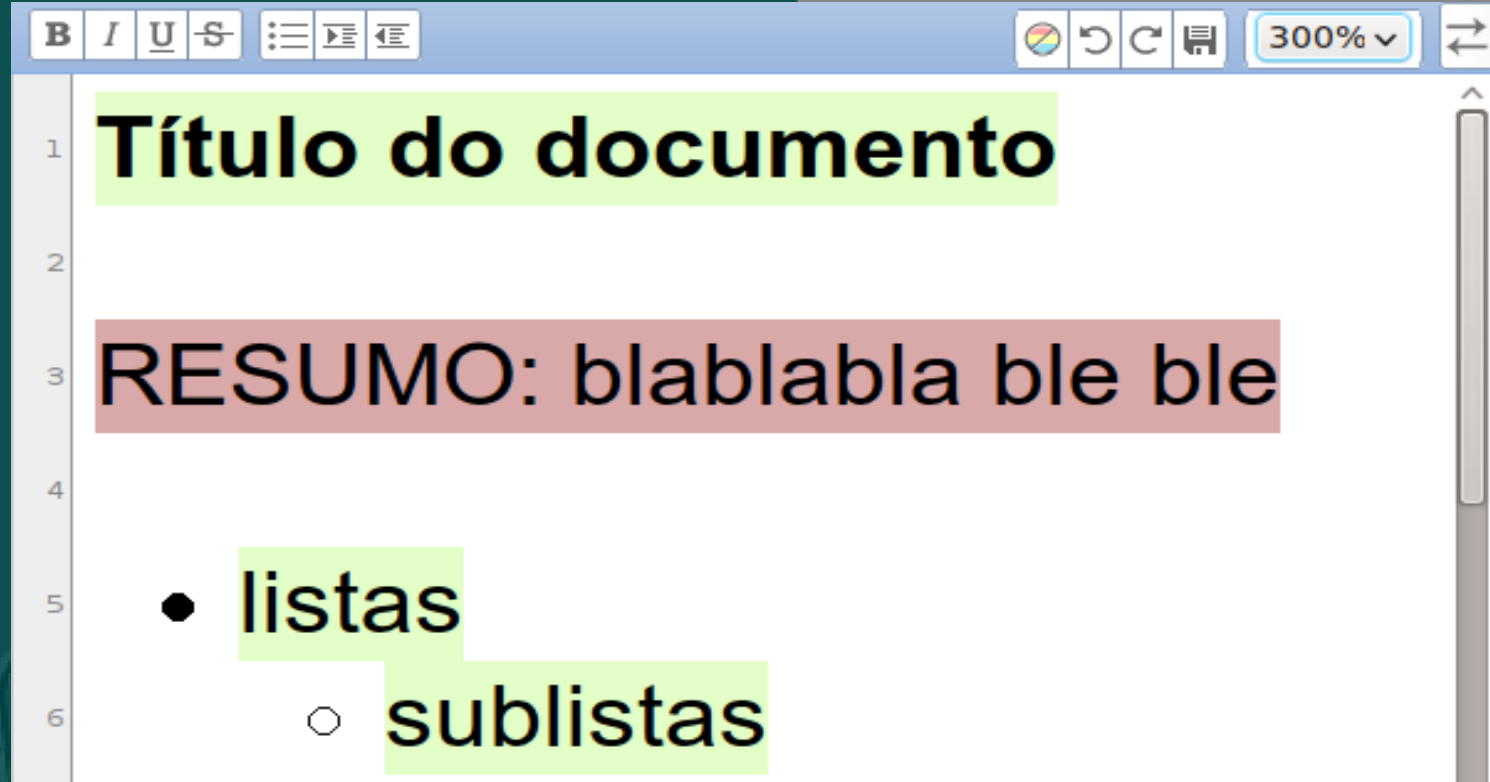 B I U S 300%
1 Título do documento
2
3 RESUMO: blablabla ble ble
4
5 listas
6 sublistas